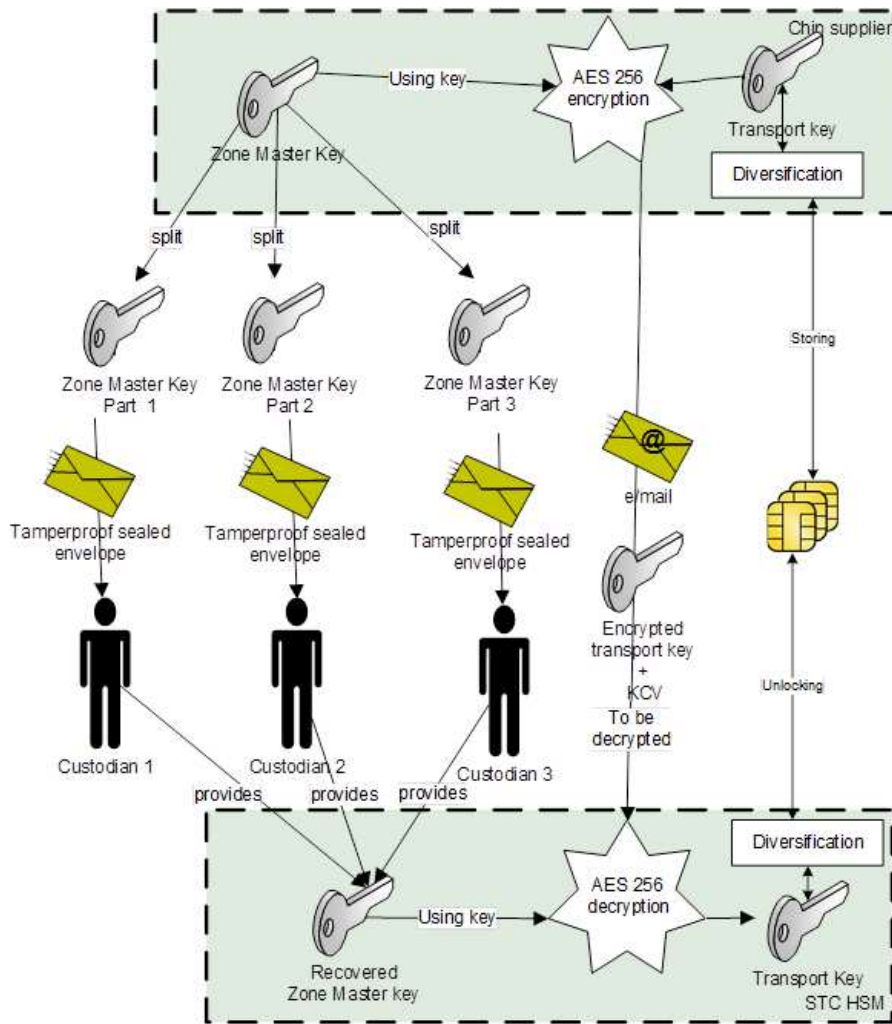 Chip supplier
Using key
AES 256
encryption
Zone Master Key
Transport key
Diversification
split
split
split
Storing
Zone Master Key
Part 1
Zone Master Key
Part 2
Zone Master Key
Part 3
@
e/mail
Tamperproof sealed
envelope
Tamperproof sealed
envelope
Tamperproof sealed
envelope
Encrypted
transport key
+
KCV
To be
decrypted
Unlocking
Custodian 1
Custodian 2
Custodian 3
provides
provides
provides
Diversification
AES 256
decryption
Using key
Recovered
Zone Master key
Transport Key
STC HSM